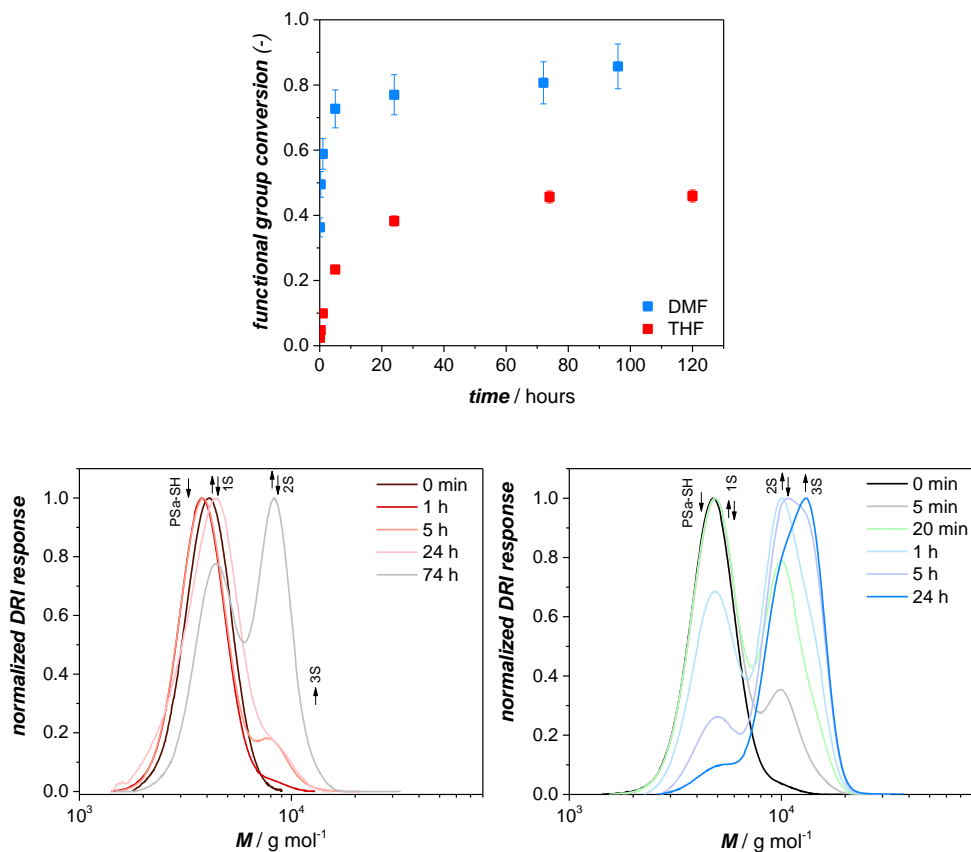 functional group conversion (-)
0.8
0.6
0.4
0.2
0.0
DMF
THF
0 20 40 60 80 100 120
time / hours
normalized DRI response
1.0
0.8
0.6
0.4
0.2
0.0
PSa-SH
1S
2S
3S
0 min
1 h
5 h
24 h
74 h
10³ 10⁴
M / g mol⁻¹
normalized DRI response
1.0
0.8
0.6
0.4
0.2
0.0
PSa-SH
1S
2S
3S
0 min
5 min
20 min
1 h
5 h
24 h
10³ 10⁴
M / g mol⁻¹